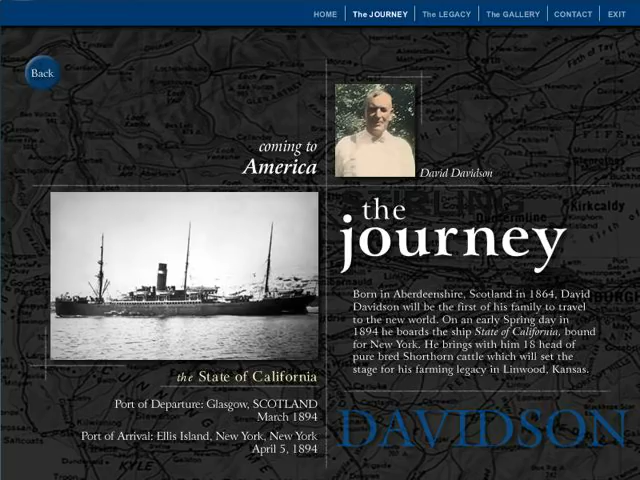 HOME
The JOURNEY
The LEGACY
The GALLERY
CONTACT
EXIT
Back
coming to
America
David Davidson
the
journey
Born in Aberdeenshire, Scotland in 1864, David
Davidson will be the first of his family to travel
to the new world. On an early Spring day in
1894 he boards the ship State of California, bound
for New York. He brings with him 18 head of
pure bred Shorthorn cattle which will set the
stage for his farming legacy in Linwood, Kansas.
the State of California
Port of Departure: Glasgow, SCOTLAND
March 1894
Port of Arrival: Ellis Island, New York, New York
April 5, 1894
DAVIDSON
Kirkcaldy
FIFE
KYLE